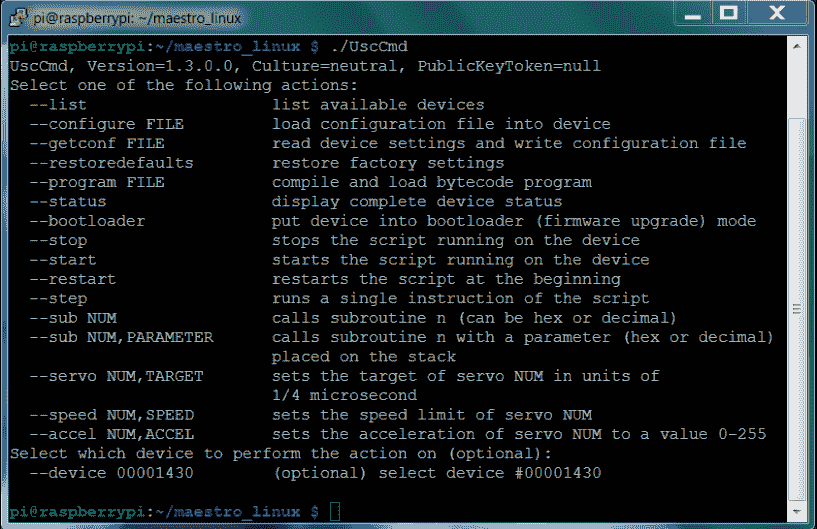 pi@raspberrypi: ~/maestro_linux
pi@raspberrypi:~/maestro_linux $ ./UscCmd
UscCmd, Version=1.3.0.0, Culture=neutral, PublicKeyToken=null
Select one of the following actions:
--list list available devices
--configure FILE load configuration file into device
--getconf FILE read device settings and write configuration file
--restoredefaults restore factory settings
--program FILE compile and load bytecode program
--status display complete device status
--bootloader put device into bootloader (firmware upgrade) mode
--stop stops the script running on the device
--start starts the script running on the device
--restart restarts the script at the beginning
--step runs a single instruction of the script
--sub NUM calls subroutine n (can be hex or decimal)
--sub NUM,PARAMETER calls subroutine n with a parameter (hex or decimal)
placed on the stack
--servo NUM,TARGET sets the target of servo NUM in units of
1/4 microsecond
--speed NUM,SPEED sets the speed limit of servo NUM
--accel NUM,ACCEL sets the acceleration of servo NUM to a value 0-255
Select which device to perform the action on (optional):
--device 00001430 (optional) select device #00001430
pi@raspberrypi:~/maestro_linux $